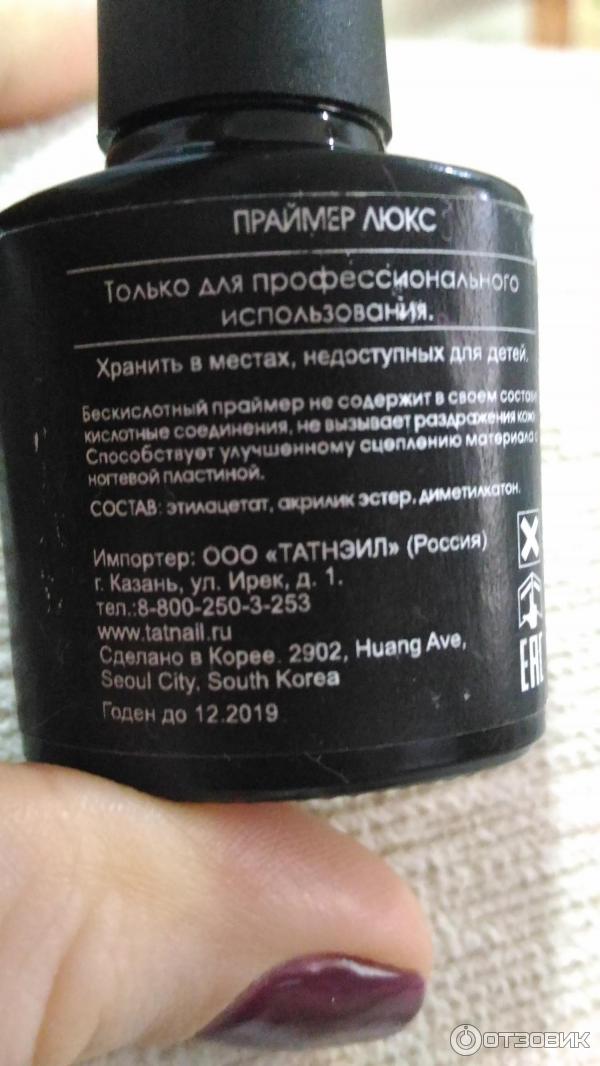 ПРАЙМЕР ЛЮКС
Только для профессионального
использования.
Хранить в местах, недоступных для детей.
Бескислотный праймер не содержит в своем состав
кислотные соединения, не вызывает раздражения кож
Способствует улучшенному сцеплению материала с
ногтевой пластиной.
СОСТАВ: этилацетат, акрилик эстер, диметилкатон.
Импортер: ООО «ТАТНЭИЛ» (Россия)
г. Казань, ул. Ирек, д. 1.
тел.:8-800-250-3-253
www.tatnail.ru
Сделано в Корее. 2902, Huang Ave,
Seoul City, South Korea
Годен до 12.2019
EAC
ОТЗОВИК